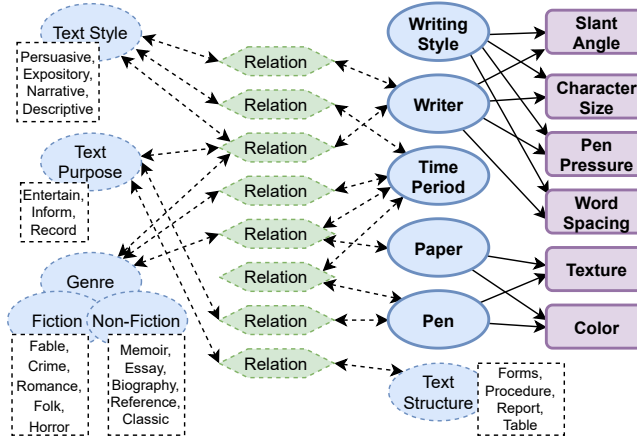 Text Style
Persuasive,
Expository,
Narrative,
Descriptive
Text
Purpose
Entertain,
Inform,
Record
Genre
Fiction
Non-Fiction
Fable,
Crime,
Romance,
Folk,
Horror
Memoir,
Essay,
Biography,
Reference,
Classic
Relation
Relation
Relation
Relation
Relation
Relation
Relation
Relation
Writing
Style
Writer
Time
Period
Paper
Pen
Text
Structure
Forms,
Procedure,
Report,
Table
Slant
Angle
Character
Size
Pen
Pressure
Word
Spacing
Texture
Color